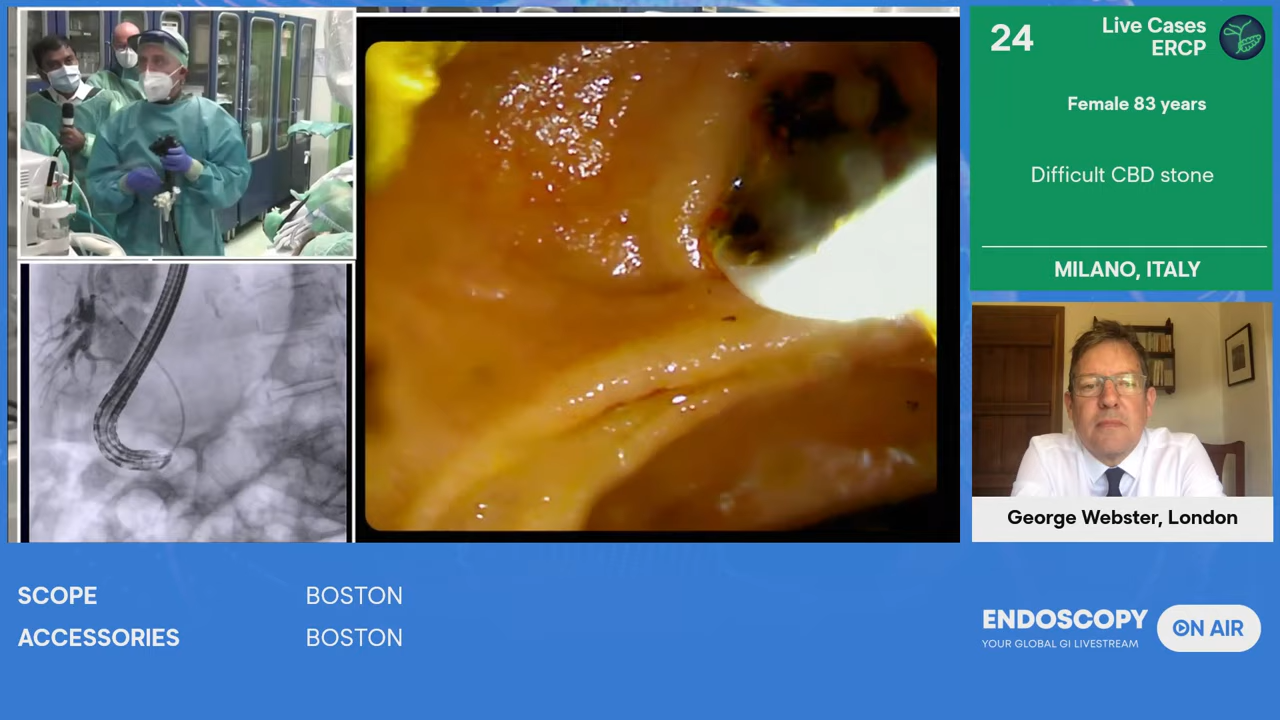 24
Live Cases
ERCP
Female 83 years
Difficult CBD stone
MILANO, ITALY
George Webster, London
SCOPE BOSTON
ACCESSORIES BOSTON
ENDOSCOPY
YOUR GLOBAL GI LIVESTREAM
ON AIR